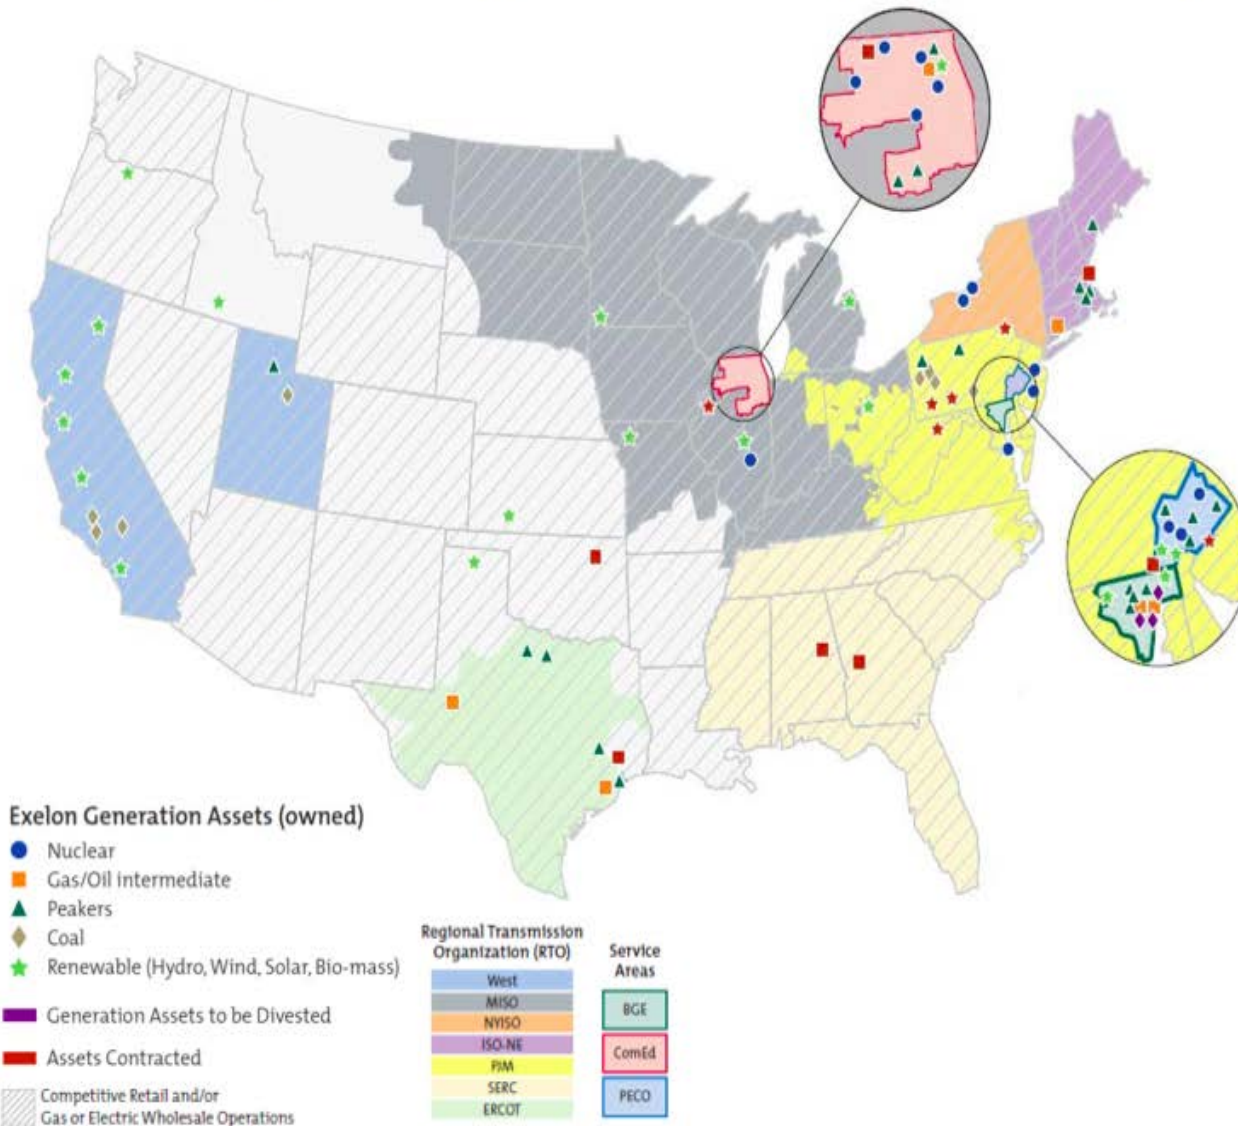 Exelon Generation Assets (owned)
Nuclear
Gas/Oil intermediate
Peakers
Coal
Renewable (Hydro, Wind, Solar, Bio-mass)
Generation Assets to be Divested
Assets Contracted
Competitive Retail and/or
Gas or Electric Wholesale Operations
Regional Transmission
Organization (RTO)
West
MISO
NYISO
ISO-NE
PJM
SERC
ERCOT
Service
Areas
BGE
ComEd
PECO